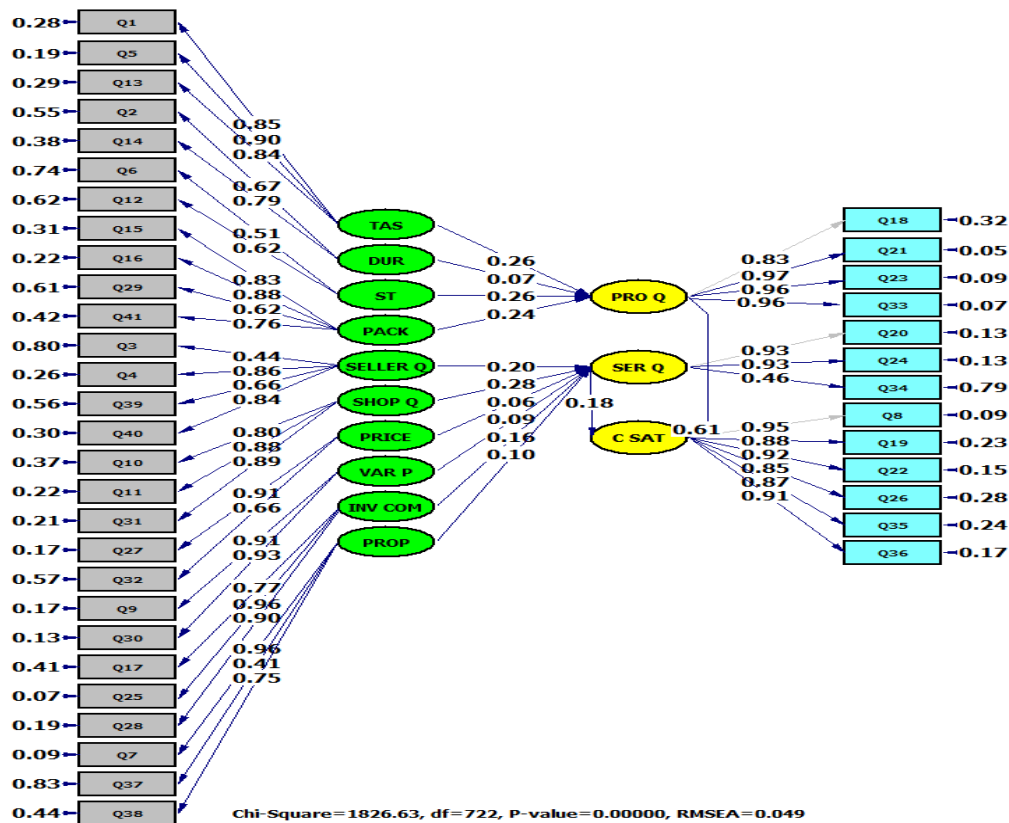 0.28 Q1
0.19 Q5
0.29 Q13
0.55 Q2
0.38 Q14
0.74 Q6
0.62 Q12
0.31 Q15
0.22 Q16
0.61 Q29
0.42 Q41
0.80 Q3
0.26 Q4
0.56 Q39
0.30 Q40
0.37 Q10
0.22 Q11
0.21 Q31
0.17 Q27
0.57 Q32
0.17 Q9
0.13 Q30
0.41 Q17
0.07 Q25
0.19 Q28
0.09 Q7
0.83 Q37
0.44 Q38
0.85
0.90
0.84
0.67
0.79
0.51
0.62
0.83
0.88
0.62
0.76
0.44
0.86
0.66
0.84
0.80
0.88
0.89
0.91
0.66
0.91
0.93
0.77
0.96
0.90
0.96
0.41
0.75
TAS
DUR
ST
PACK
SELLER Q
SHOP Q
PRICE
VAR P
INV COM
PROP
0.26
0.07
0.26
0.24
0.20
0.28
0.06
0.09
0.16
0.10
PRO Q
SER Q
C SAT
0.18
0.61
0.83
0.97
0.96
0.96
0.93
0.93
0.46
0.95
0.88
0.92
0.85
0.87
0.91
Q18 0.32
Q21 0.05
Q23 0.09
Q33 0.07
Q20 0.13
Q24 0.13
Q34 0.79
Q8 0.09
Q19 0.23
Q22 0.15
Q26 0.28
Q35 0.24
Q36 0.17
Chi-Square=1826.63, df=722, P-value=0.00000, RMSEA=0.049